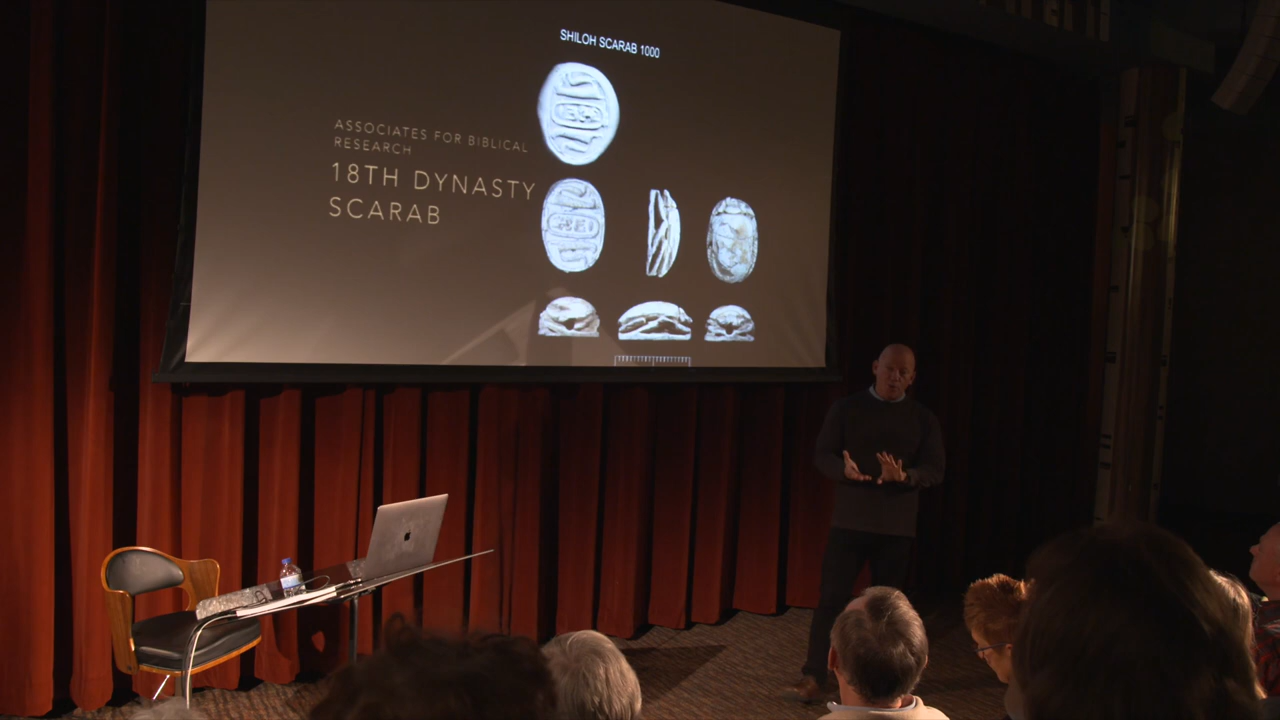 SHILOH SCARAB 1000
ASSOCIATES FOR BIBLICAL
RESEARCH
18TH DYNASTY
SCARAB